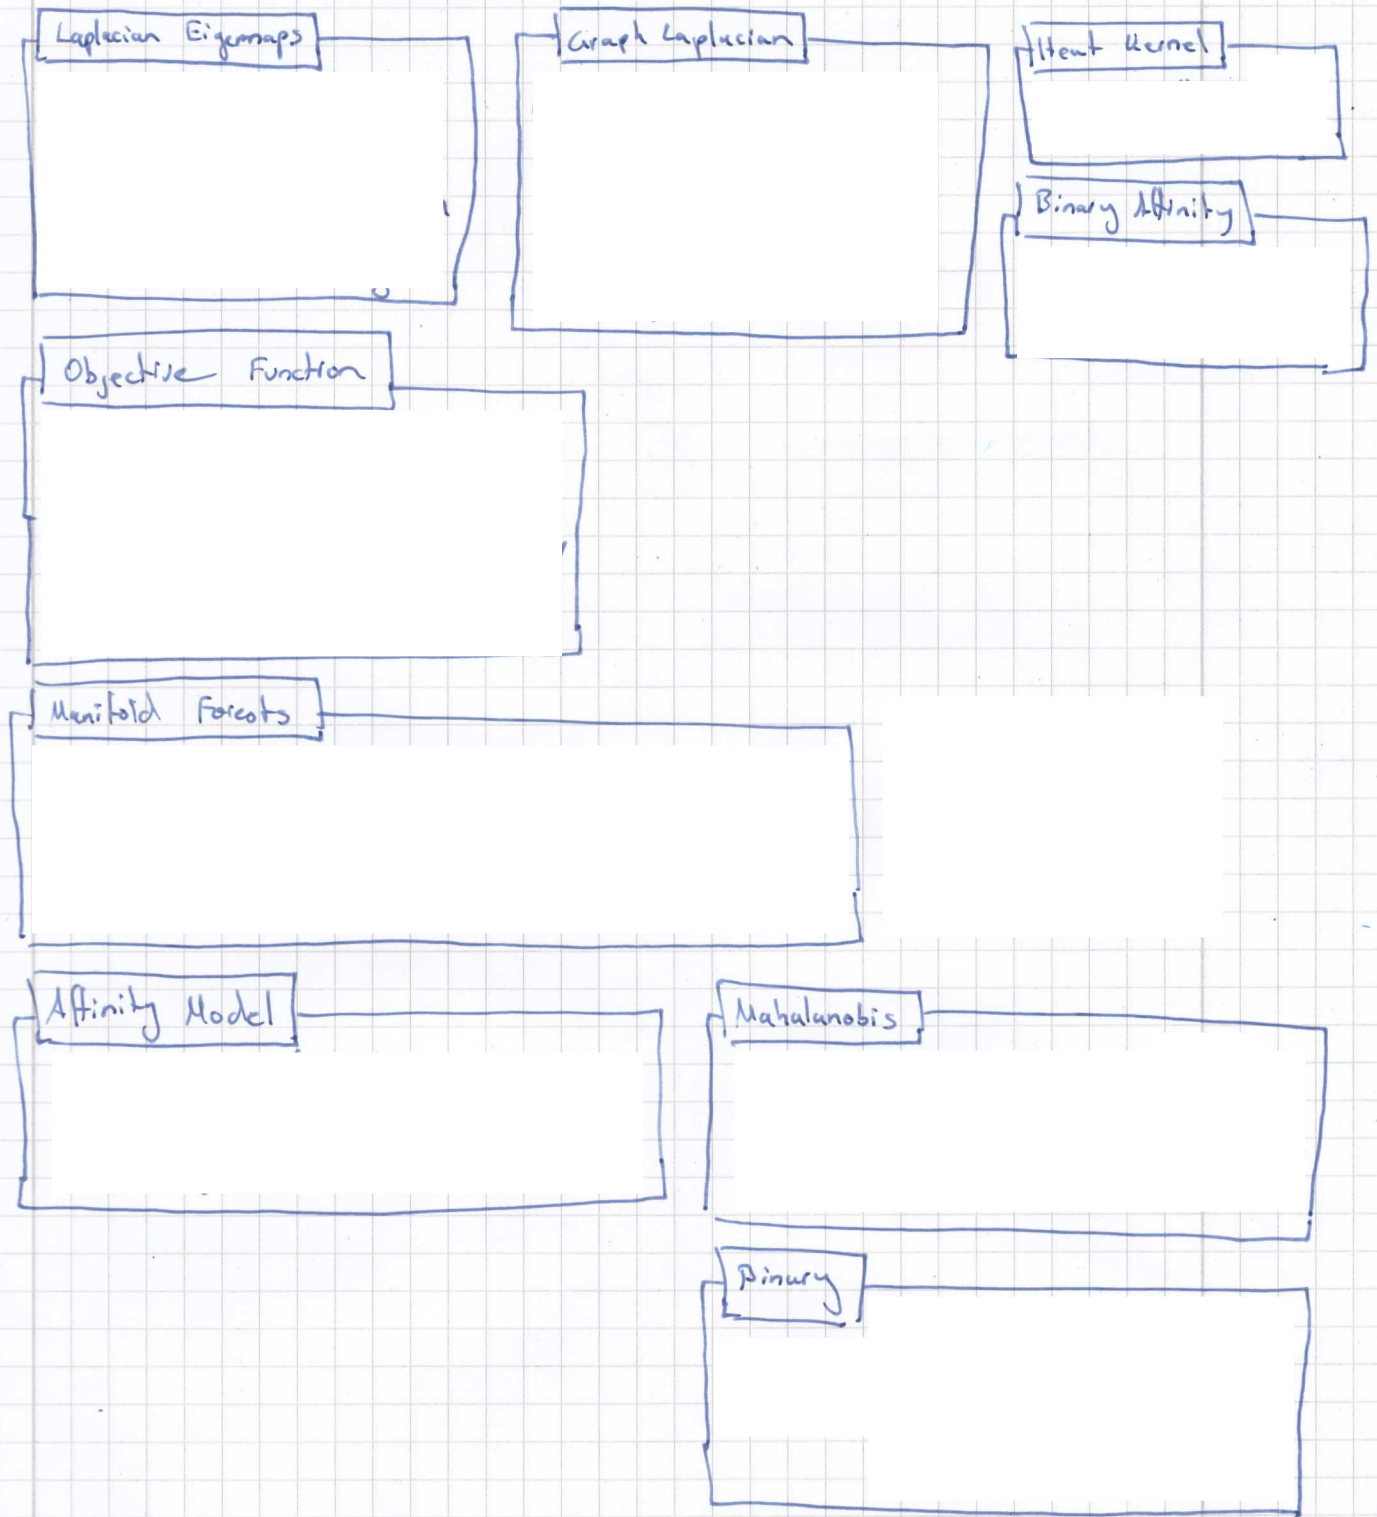 Laplacian Eigenmaps
Graph Laplacian
Heat Kernel
Binary Affinity
Objective Function
Manifold Forests
Affinity Model
Mahalanobis
Binary